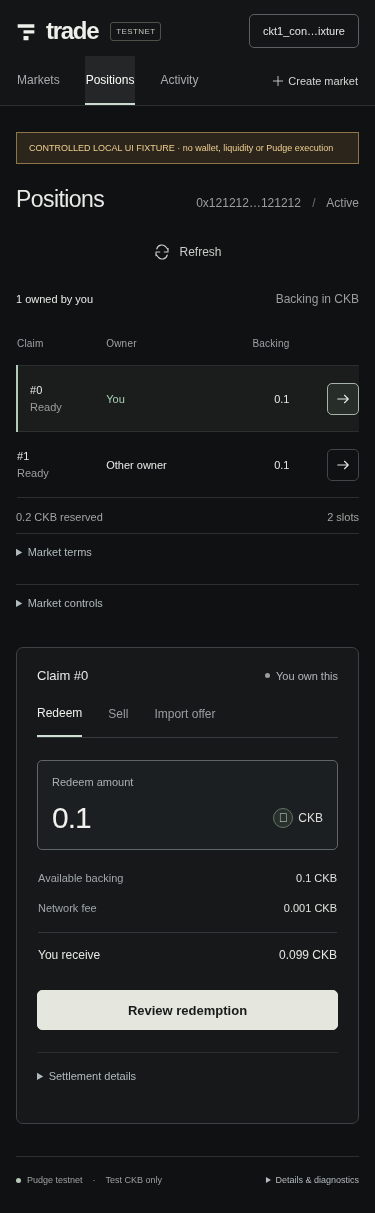 trade TESTNET ckt1_con...ixture
Markets Positions Activity + Create market
CONTROLLED LOCAL UI FIXTURE · no wallet, liquidity or Pudge execution
Positions 0x121212...121212 / Active
Refresh
1 owned by you Backing in CKB
Claim Owner Backing
#0
Ready
You 0.1
#1
Ready
Other owner 0.1
0.2 CKB reserved 2 slots
Market terms
Market controls
Claim #0 You own this
Redeem Sell Import offer
Redeem amount
0.1 CKB
Available backing 0.1 CKB
Network fee 0.001 CKB
You receive 0.099 CKB
Review redemption
Settlement details
Pudge testnet · Test CKB only Details & diagnostics